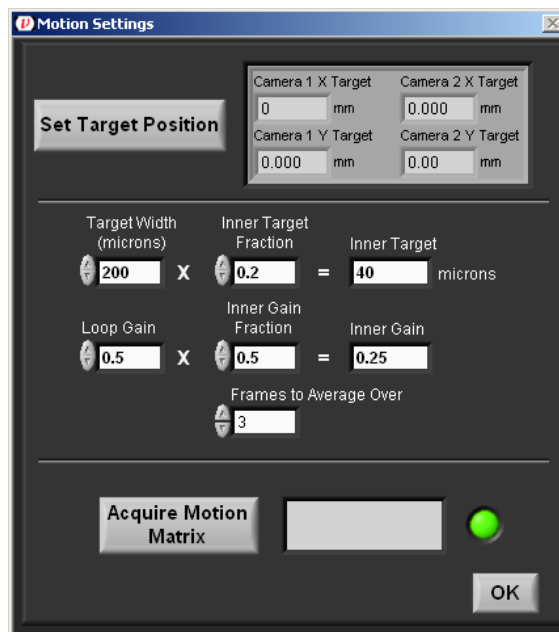 Motion Settings
Camera 1 X Target Camera 2 X Target
0 mm 0.000 mm
Set Target Position
Camera 1 Y Target Camera 2 Y Target
0.000 mm 0.00 mm
Target Width Inner Target
(microns) Fraction Inner Target
200 X 0.2 = 40 microns
Inner Gain
Loop Gain Fraction Inner Gain
0.5 X 0.5 = 0.25
Frames to Average Over
3
Acquire Motion
Matrix
OK